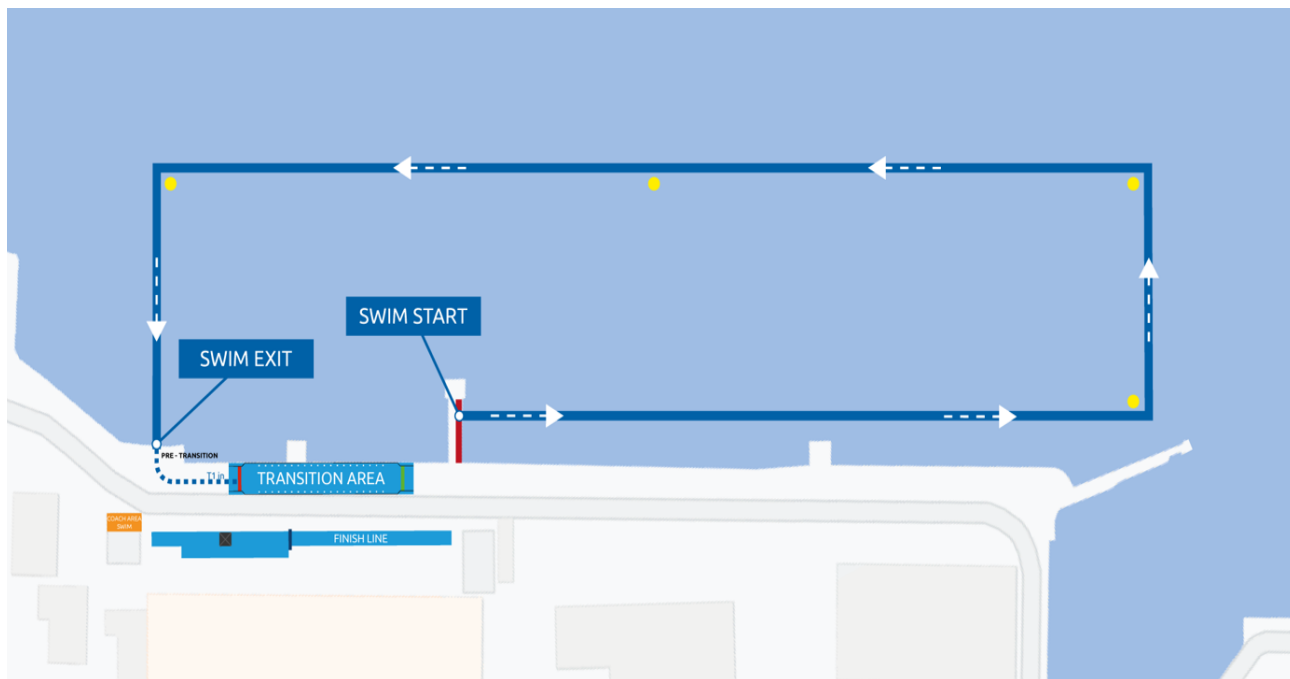 SWIM START
SWIM EXIT
PRE - TRANSITION
T1 in
TRANSITION AREA
COACH AREA
SWIM
FINISH LINE